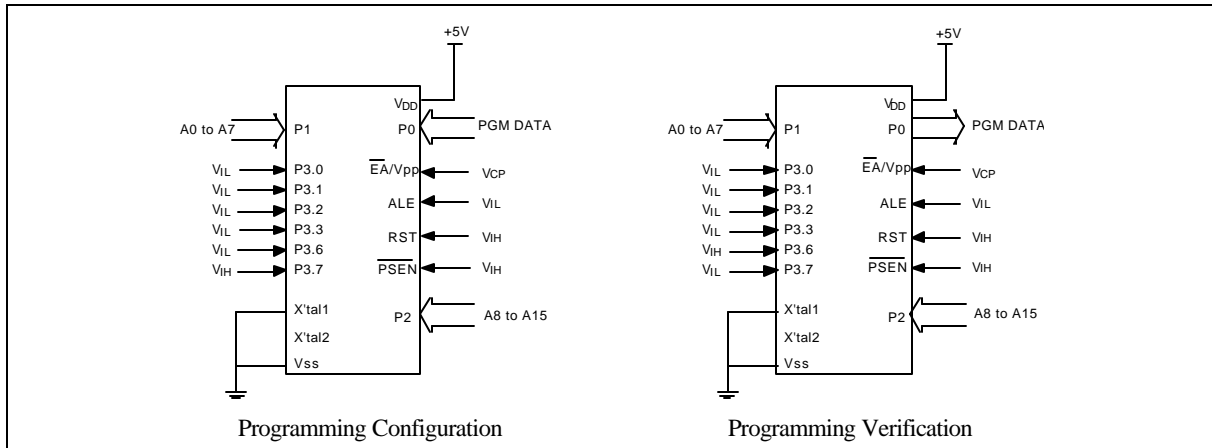 +5V
VDD
A0 to A7
P1
P0
PGM DATA
VIL
P3.0
EA/Vpp
VCP
VIL
P3.1
VIL
P3.2
ALE
VIL
VIL
P3.3
RST
VIH
VIL
P3.6
VIH
P3.7
PSEN
VIH
X'tal1
P2
A8 to A15
X'tal2
Vss
Programming Configuration
+5V
VDD
A0 to A7
P1
P0
PGM DATA
VIL
P3.0
EA/Vpp
VCP
VIL
P3.1
VIL
P3.2
ALE
VIL
VIL
P3.3
RST
VIH
VIH
P3.6
VIL
P3.7
PSEN
VIH
X'tal1
P2
A8 to A15
X'tal2
Vss
Programming Verification